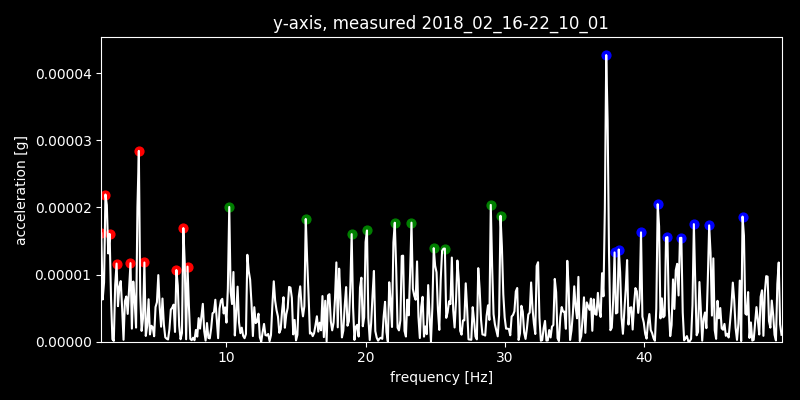 y-axis, measured 2018_02_16-22_10_01
0.00004
0.00003
0.00002
0.00001
0.00000
acceleration [g]
10 20 30 40
frequency [Hz]